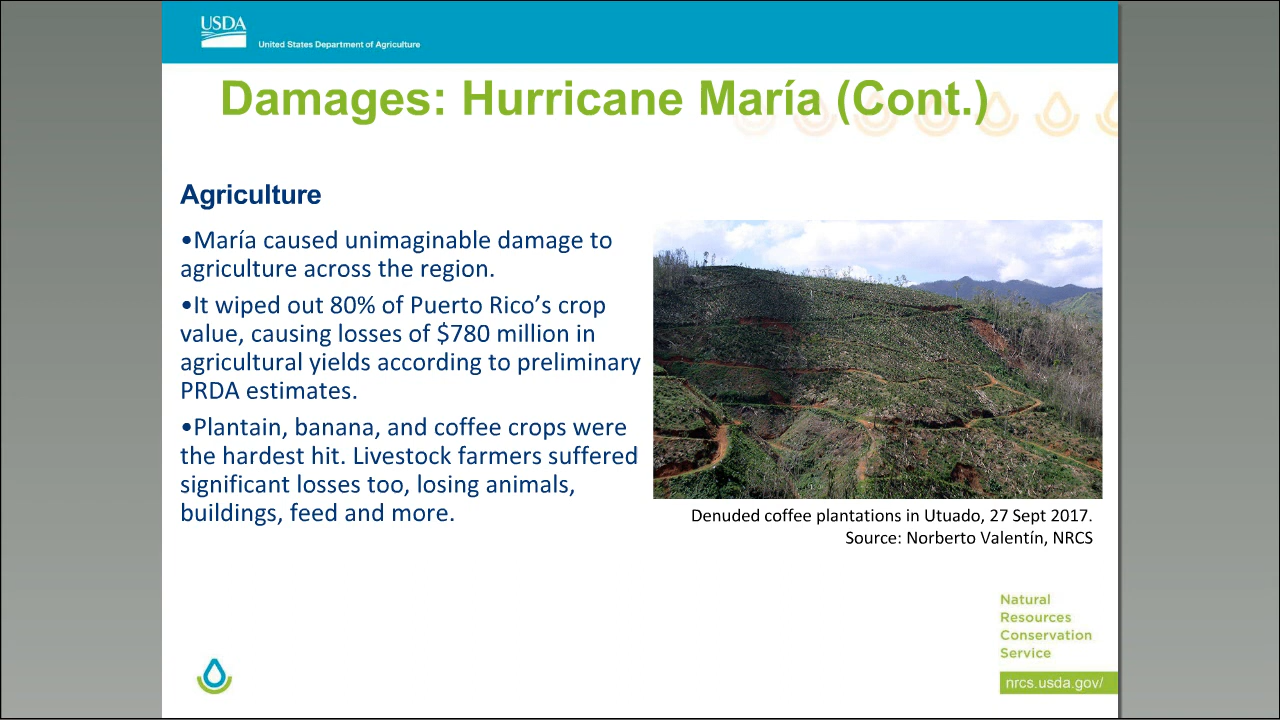 USDA
United States Department of Agriculture
Damages: Hurricane María (Cont.)
Agriculture
•María caused unimaginable damage to
agriculture across the region.
•It wiped out 80% of Puerto Rico’s crop
value, causing losses of $780 million in
agricultural yields according to preliminary
PRDA estimates.
•Plantain, banana, and coffee crops were
the hardest hit. Livestock farmers suffered
significant losses too, losing animals,
buildings, feed and more.
Denuded coffee plantations in Utuado, 27 Sept 2017.
Source: Norberto Valentín, NRCS
Natural
Resources
Conservation
Service
nrcs.usda.gov/